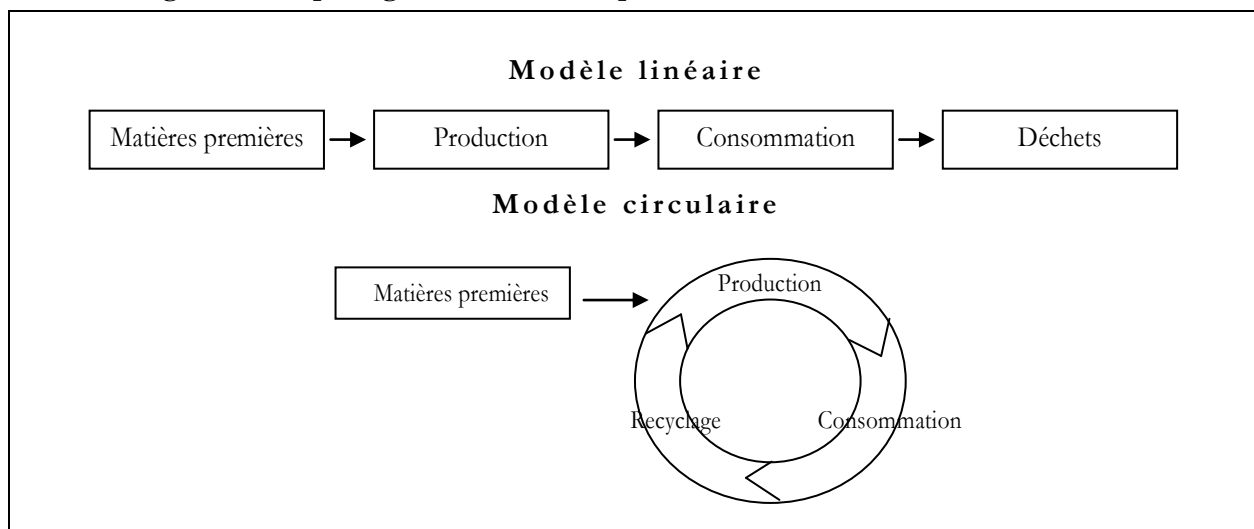 Modèle linéaire
Matières premières
Production
Consommation
Déchets
Modèle circulaire
Matières premières
Production
Recyclage
Consommation